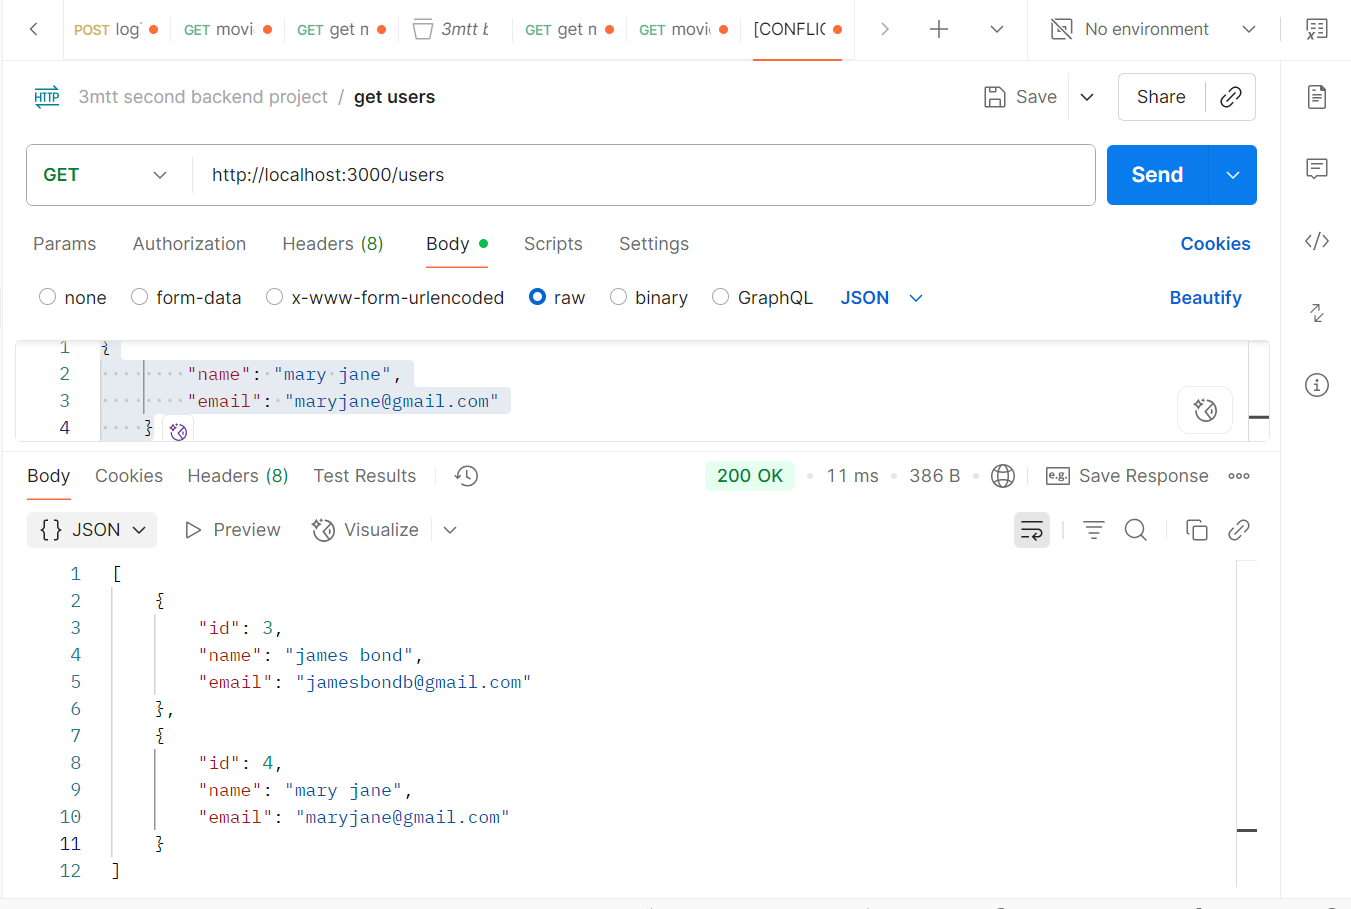 POST log
GET movi
GET get n
3mtt b
GET get n
GET movi
[CONFLIC
No environment
HTTP 3mtt second backend project / get users
Save
Share
GET
http://localhost:3000/users
Send
Params Authorization Headers (8) Body Scripts Settings Cookies
none form-data x-www-form-urlencoded raw binary GraphQL JSON Beautify
1 {
2 "name": "mary jane",
3 "email": "maryjane@gmail.com"
4 }
Body Cookies Headers (8) Test Results 200 OK 11 ms 386 B e.g. Save Response
{} JSON Preview Visualize
1 [
2 {
3 "id": 3,
4 "name": "james bond",
5 "email": "jamesbondb@gmail.com"
6 },
7 {
8 "id": 4,
9 "name": "mary jane",
10 "email": "maryjane@gmail.com"
11 }
12 ]